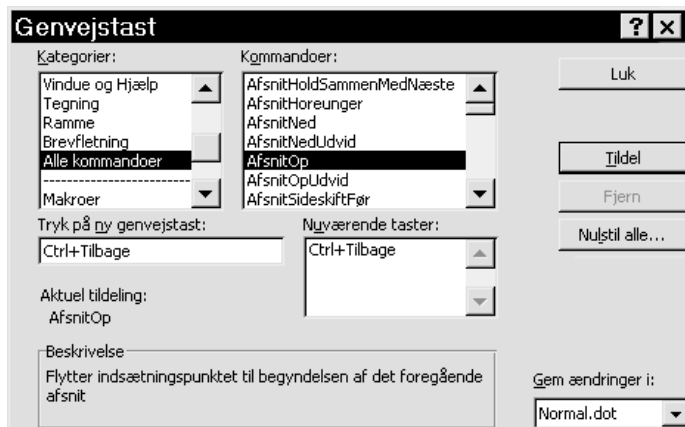 Genvejstast
Kategorier:
Vindue og Hjælp
Tegning
Ramme
Brevfletning
Alle kommandoer
-------------------------
Makroer
Kommandoer:
AfsnitHoldSammenMedNæste
AfsnitHoreunger
AfsnitNed
AfsnitNedUdvid
AfsnitOp
AfsnitOpUdvid
AfsnitSideskiftFør
Luk
Tildel
Fjern
Nulstil alle...
Tryk på ny genvejstast:
Ctrl+Tilbage
Nuværende taster:
Ctrl+Tilbage
Aktuel tildeling:
AfsnitOp
Beskrivelse
Flytter indsætningspunktet til begyndelsen af det foregående
afsnit
Gem ændringer i:
Normal.dot